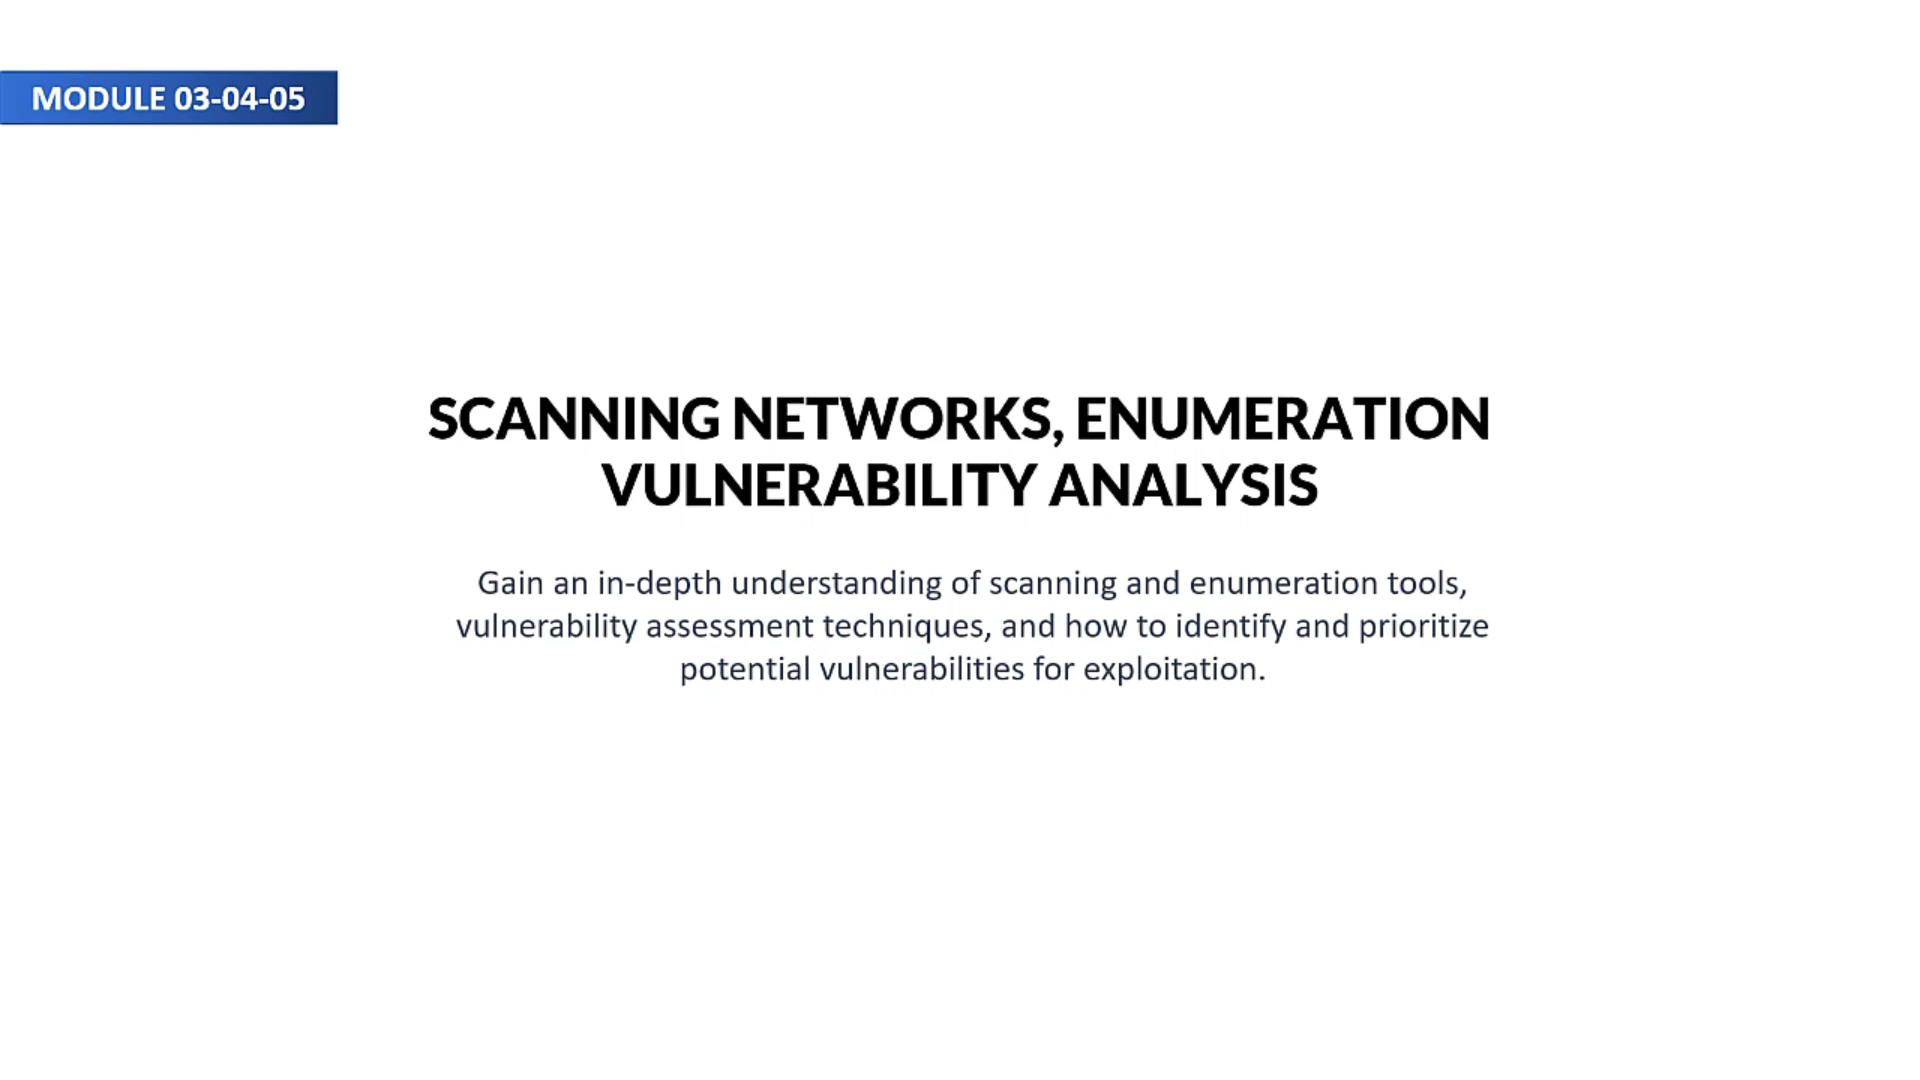 MODULE 03-04-05
SCANNING NETWORKS, ENUMERATION
VULNERABILITY ANALYSIS
Gain an in-depth understanding of scanning and enumeration tools,
vulnerability assessment techniques, and how to identify and prioritize
potential vulnerabilities for exploitation.